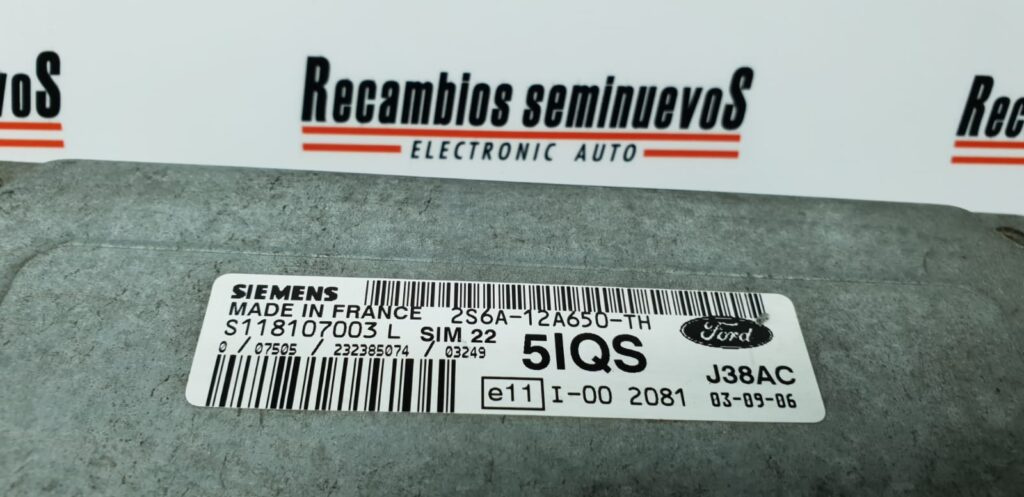 voS
Recambios seminuevoS
ELECTRONIC AUTO
Re
SIEMENS
MADE IN FRANCE 2S6A-12A650-TH
S118107003 L SIM 22
0 / 07505 / 232385074 / 03249
5IQS
Ford
J38AC
e11 I-00 2081 03-09-06